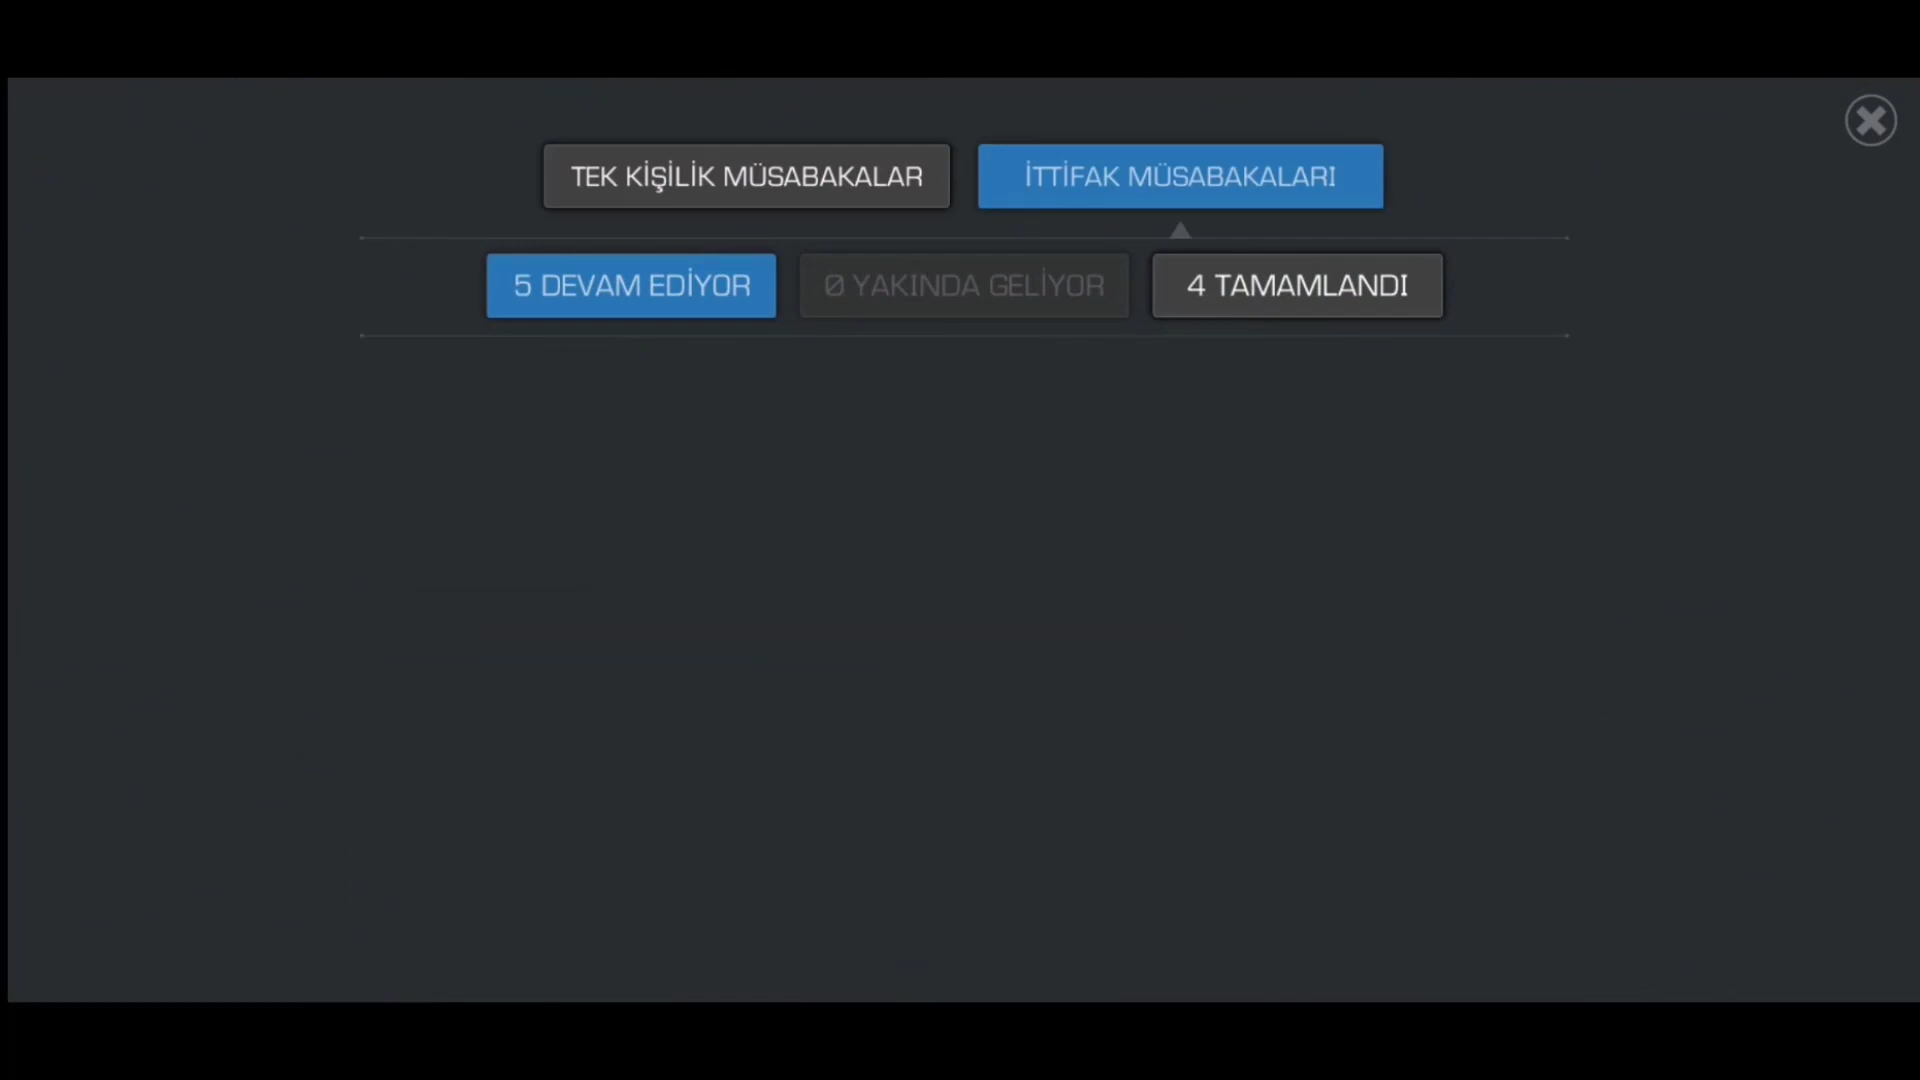 TEK KİŞİLİK MÜSABAKALAR
İTTİFAK MÜSABAKALARI
5 DEVAM EDİYOR
0 YAKINDA GELİYOR
4 TAMAMLANDI